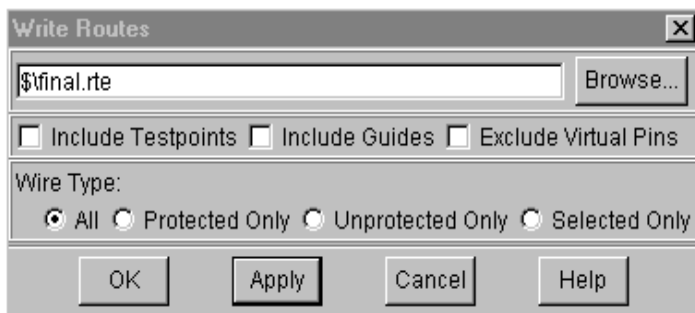 Write Routes
$\final.rte Browse...
Include Testpoints Include Guides Exclude Virtual Pins
Wire Type:
All Protected Only Unprotected Only Selected Only
OK Apply Cancel Help